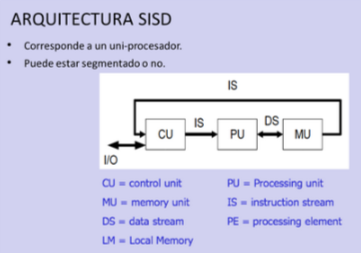 ARQUITECTURA SISD
• Corresponde a un uni-procesador.
• Puede estar segmentado o no.
IS
CU IS PU DS MU
I/O
CU = control unit PU = Processing unit
MU = memory unit IS = instruction stream
DS = data stream PE = processing element
LM = Local Memory